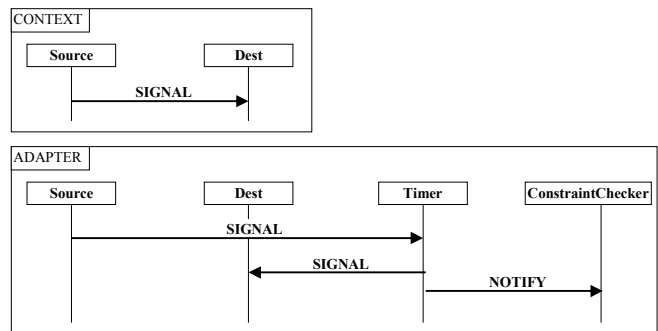 CONTEXT
Source Dest
SIGNAL
ADAPTER
Source Dest Timer ConstraintChecker
SIGNAL
SIGNAL
NOTIFY